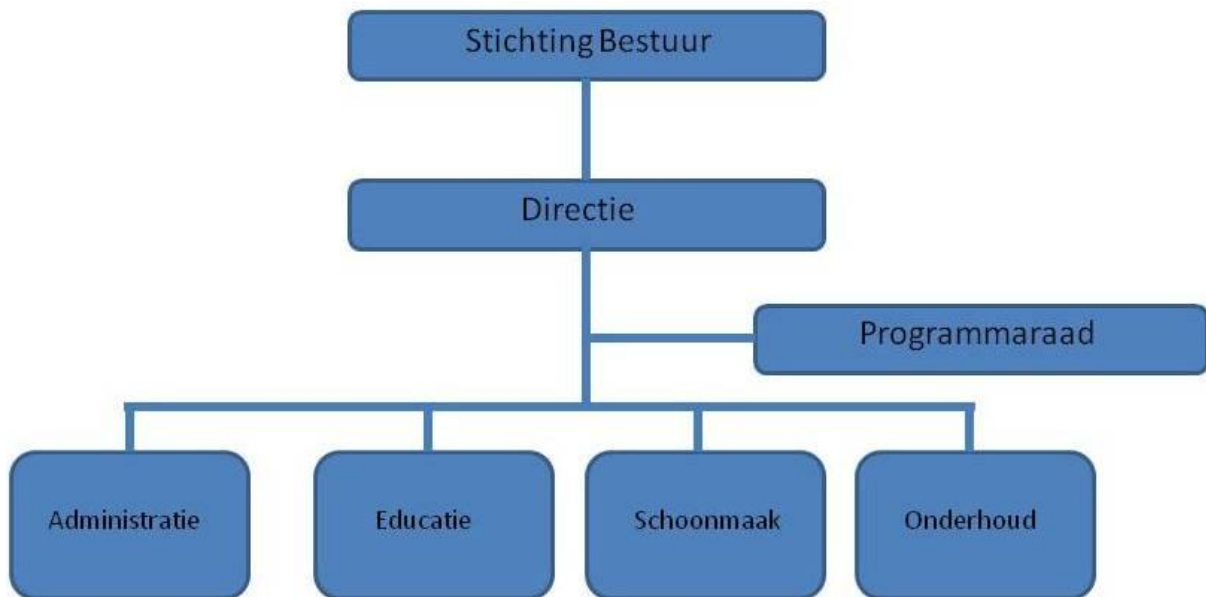 Stichting Bestuur
Directie
Programmaraad
Administratie
Educatie
Schoonmaak
Onderhoud